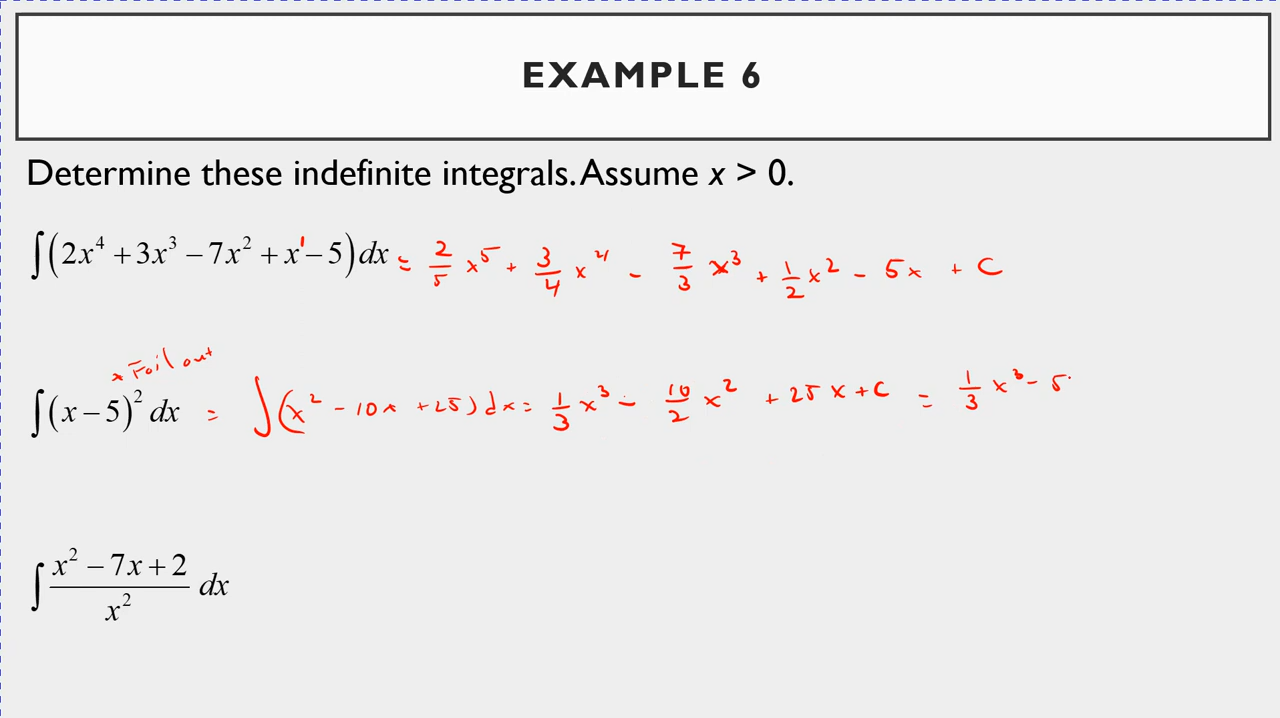 EXAMPLE 6
Determine these indefinite integrals. Assume x > 0.
∫(2x⁴ + 3x³ − 7x² + x¹ − 5)dx = 2/5 x⁵ + 3/4 x⁴ − 7/3 x³ + 1/2 x² − 5x + C
* Foil out
∫(x − 5)² dx = ∫(x² − 10x + 25)dx = 1/3 x³ − 10/2 x² + 25x + C = 1/3 x³ − 5
∫ x² − 7x + 2 / x² dx